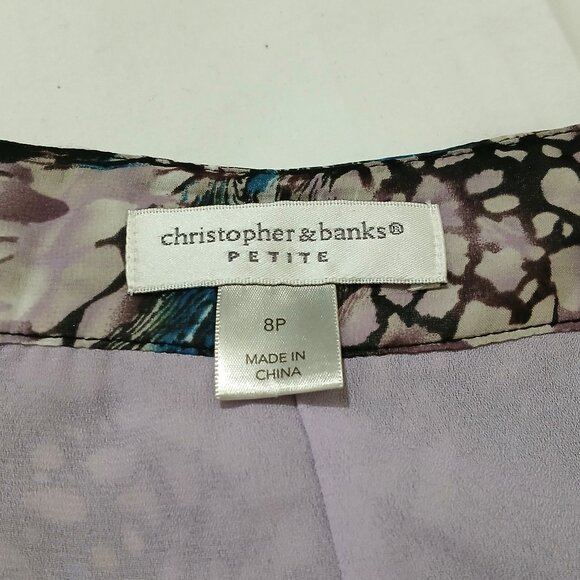 christopher & banks®
PETITE
8P
MADE IN
CHINA